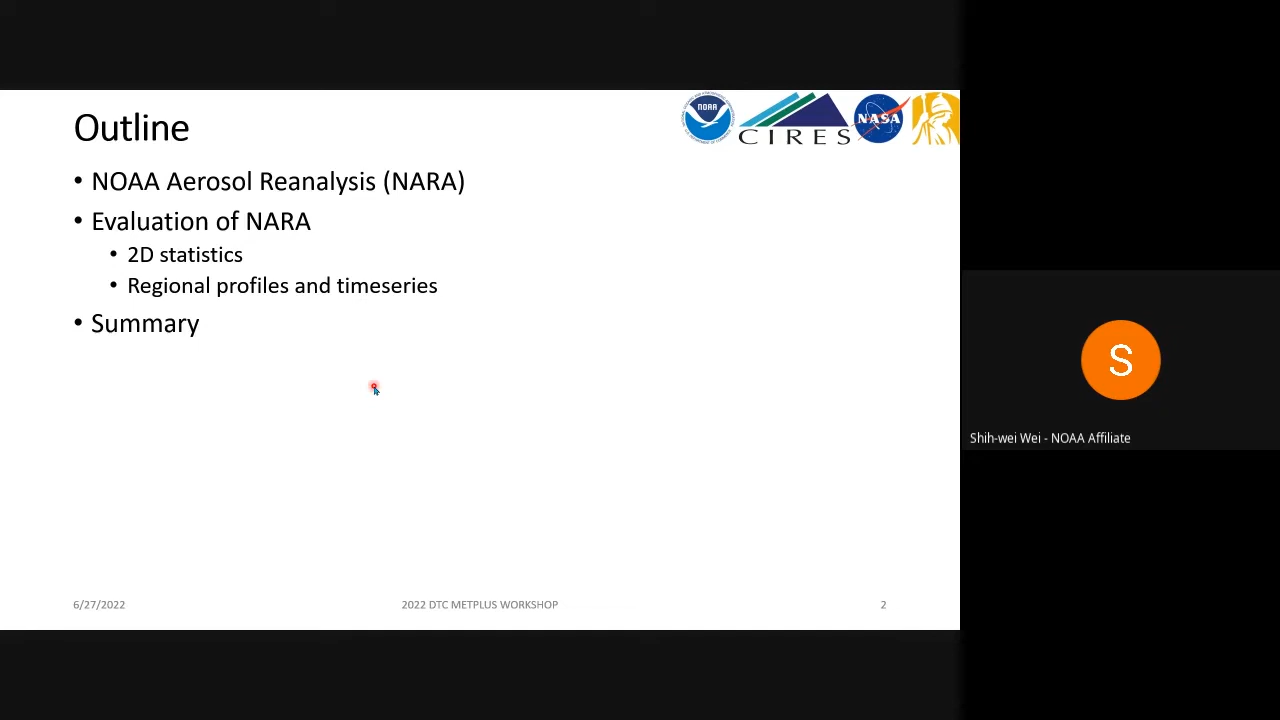 Outline
NOAA
CIRES
NASA
• NOAA Aerosol Reanalysis (NARA)
• Evaluation of NARA
• 2D statistics
• Regional profiles and timeseries
• Summary
S
Shih-wei Wei - NOAA Affiliate
6/27/2022
2022 DTC METPLUS WORKSHOP
2